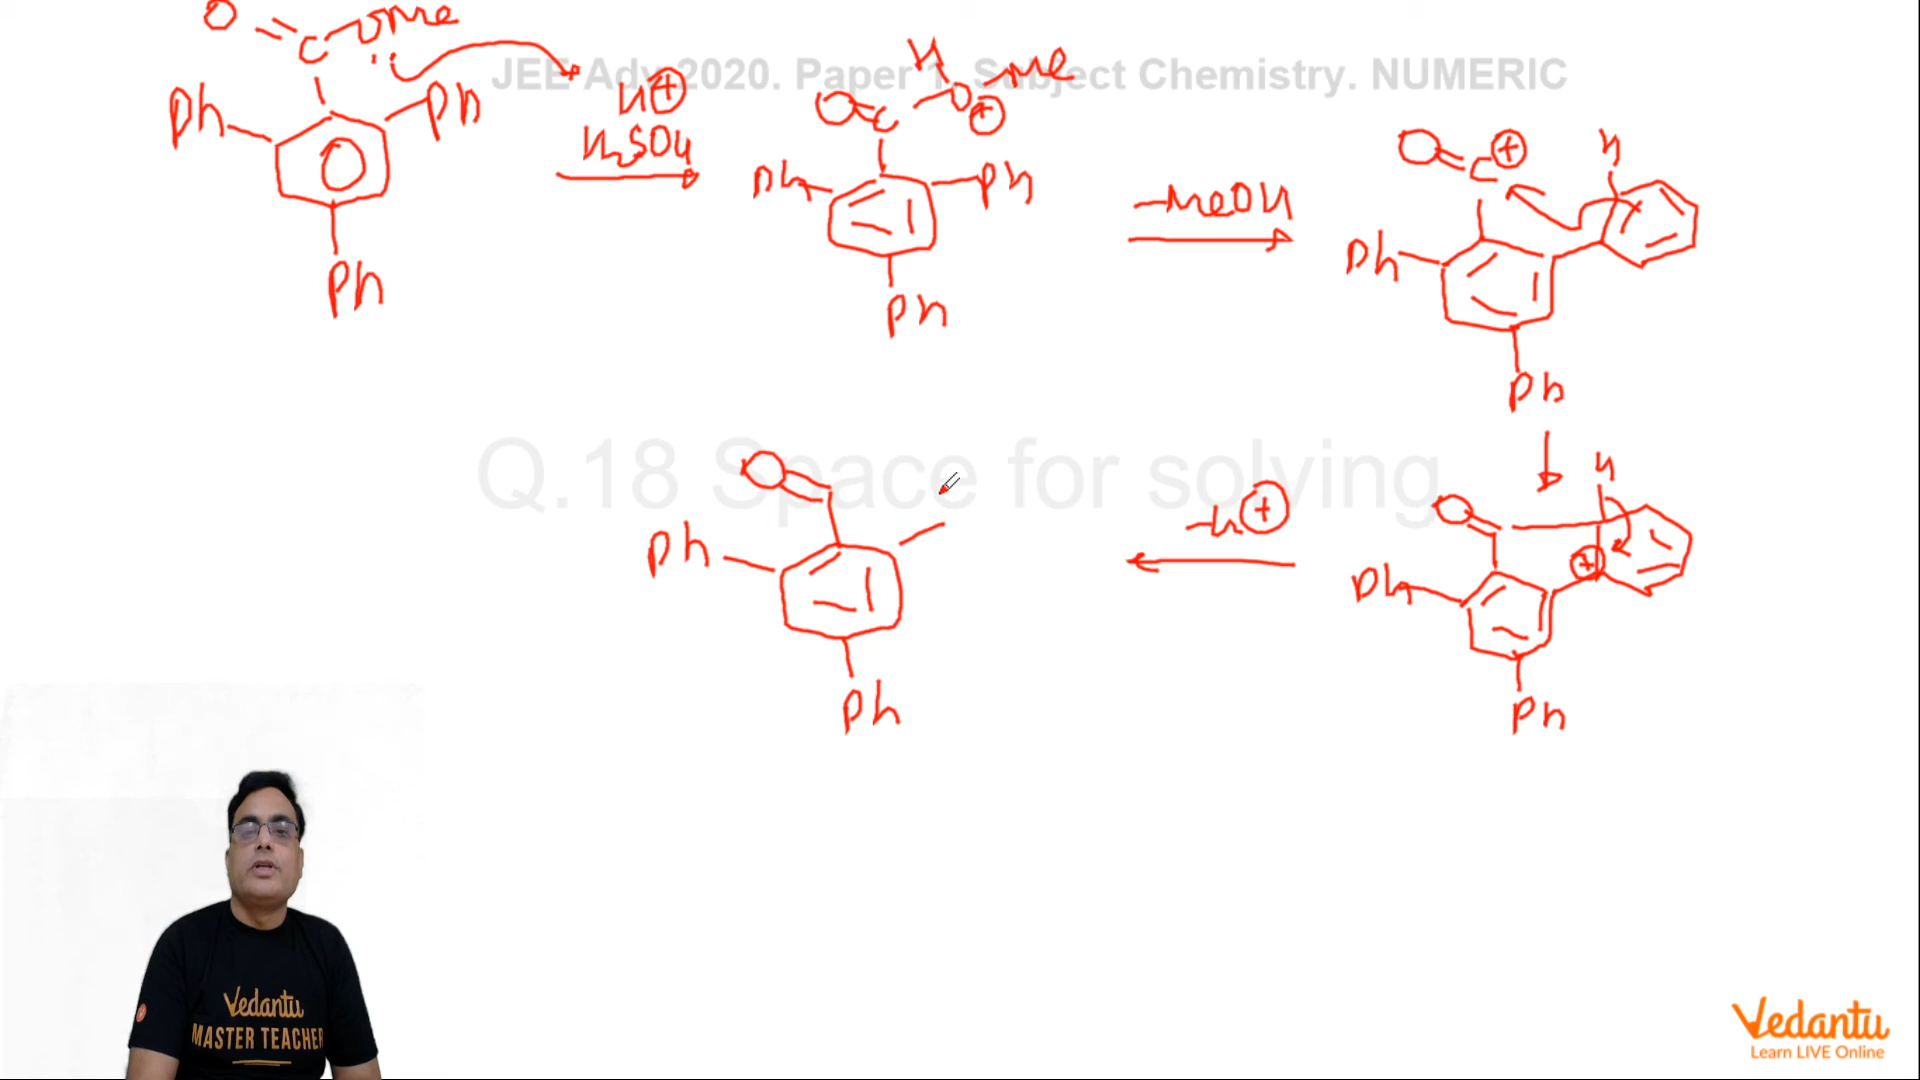 JEE Adv 2020. Paper 1. Subject Chemistry. NUMERIC
O
C
OMe
Ph
Ph
Ph
H⊕
H₂SO₄
O
C
H
O
Me
⊕
Ph
Ph
Ph
-MeOH
O
C
⊕
H
Ph
Ph
Q.18 Space for solving
O
Ph
Ph
-H⊕
O
H
⊕
Ph
Ph
Vedantu
MASTER TEACHER
Vedantu
Learn LIVE Online